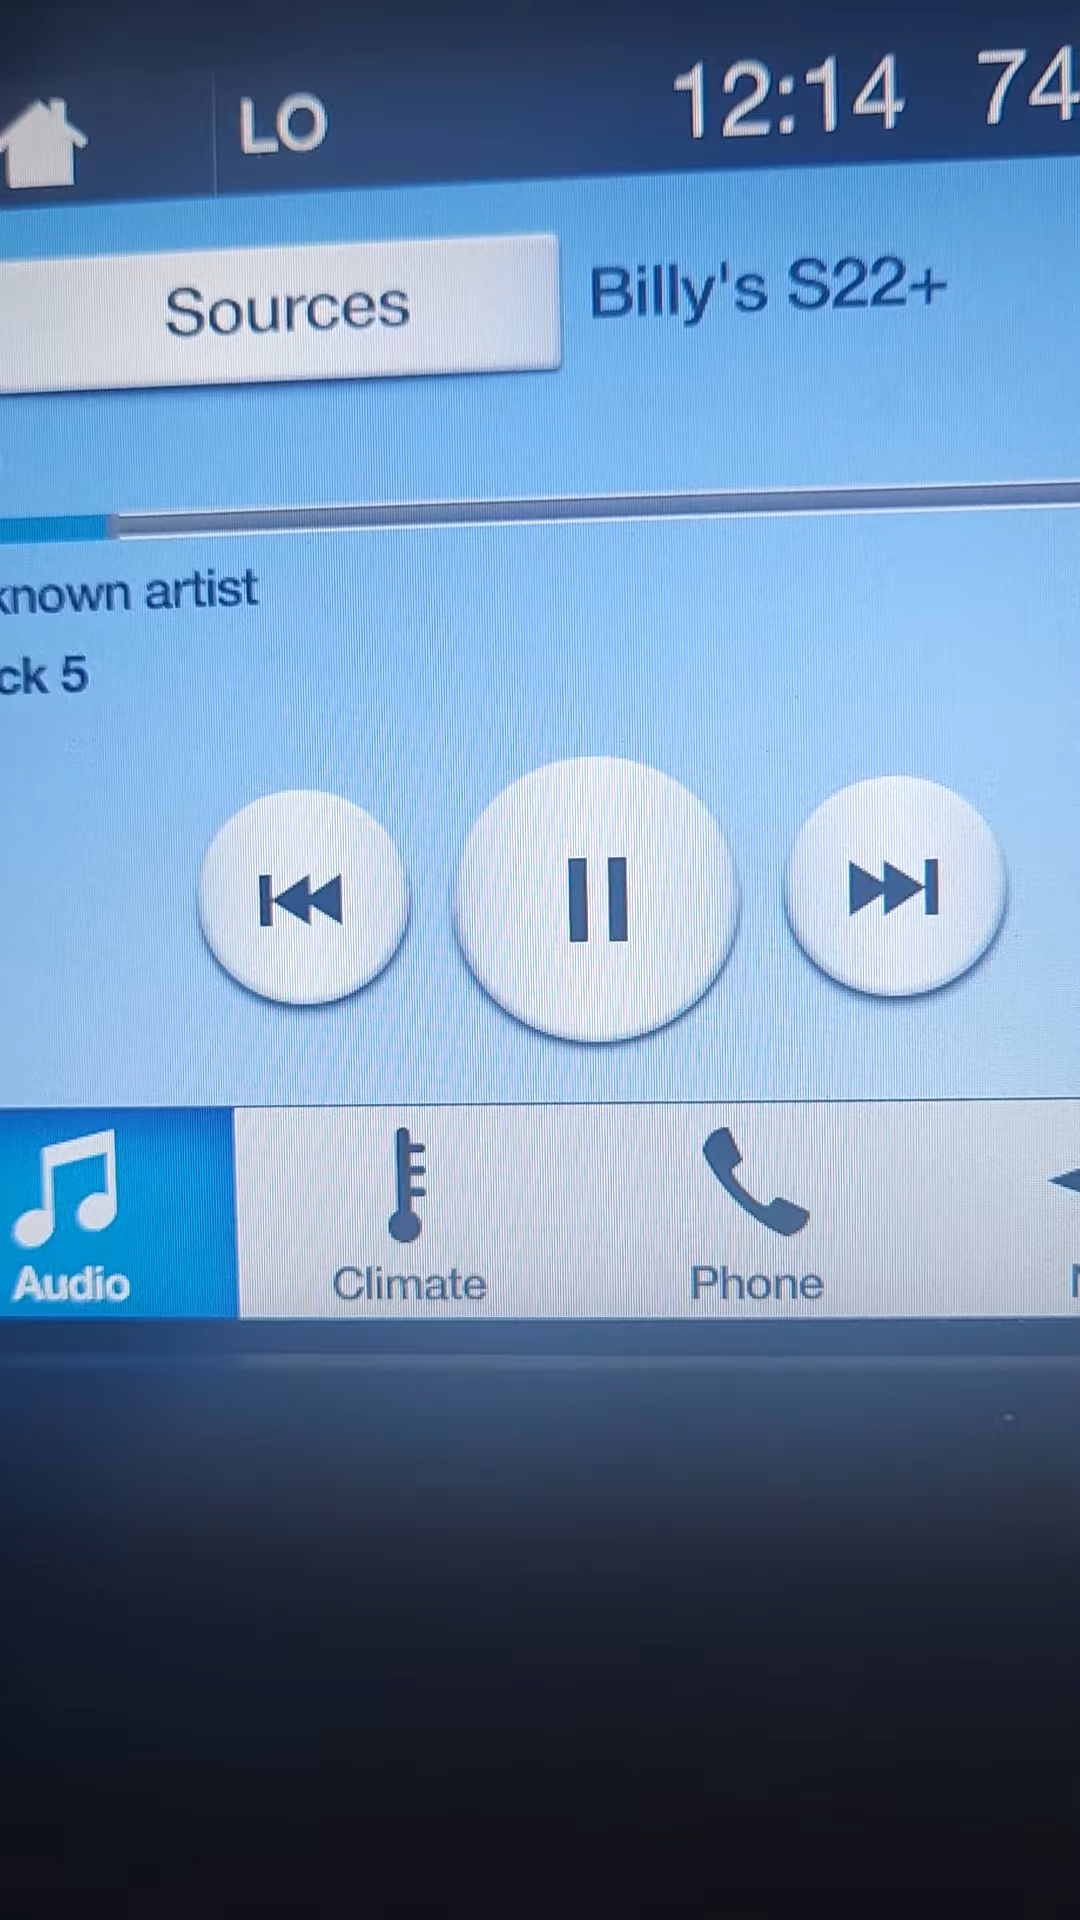 LO 12:14 74
Sources Billy's S22+
known artist
ck 5
Audio Climate Phone